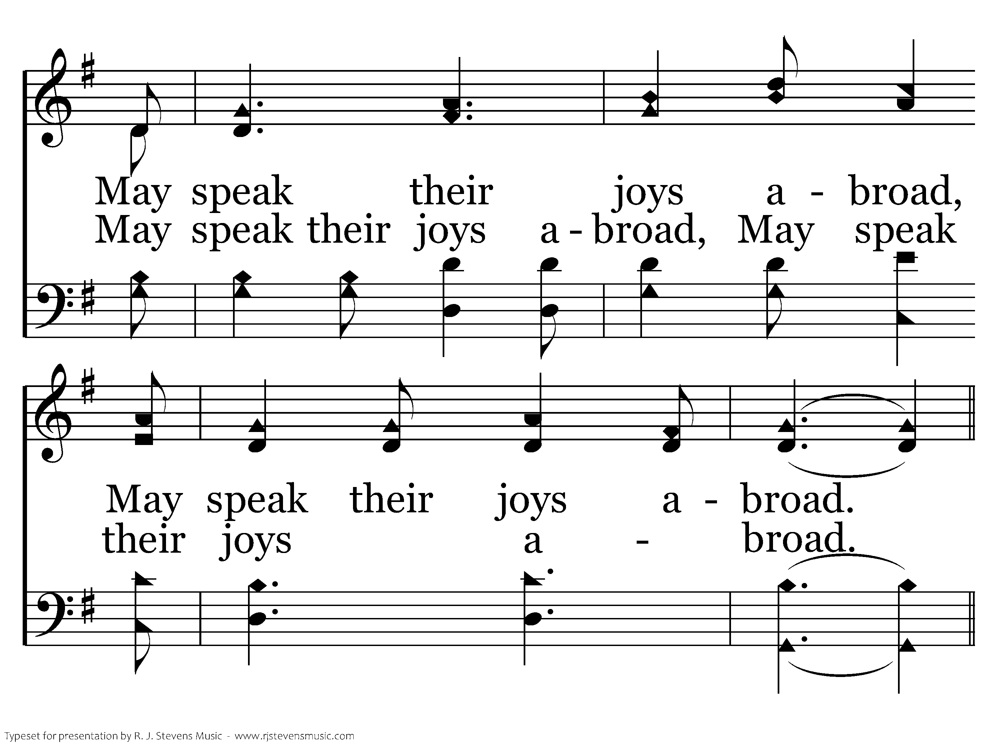 May speak their joys a - broad,
May speak their joys a - broad, May speak
May speak their joys a - broad.
their joys a - broad.
Typeset for presentation by R. J. Stevens Music - www.rjstevensmusic.com